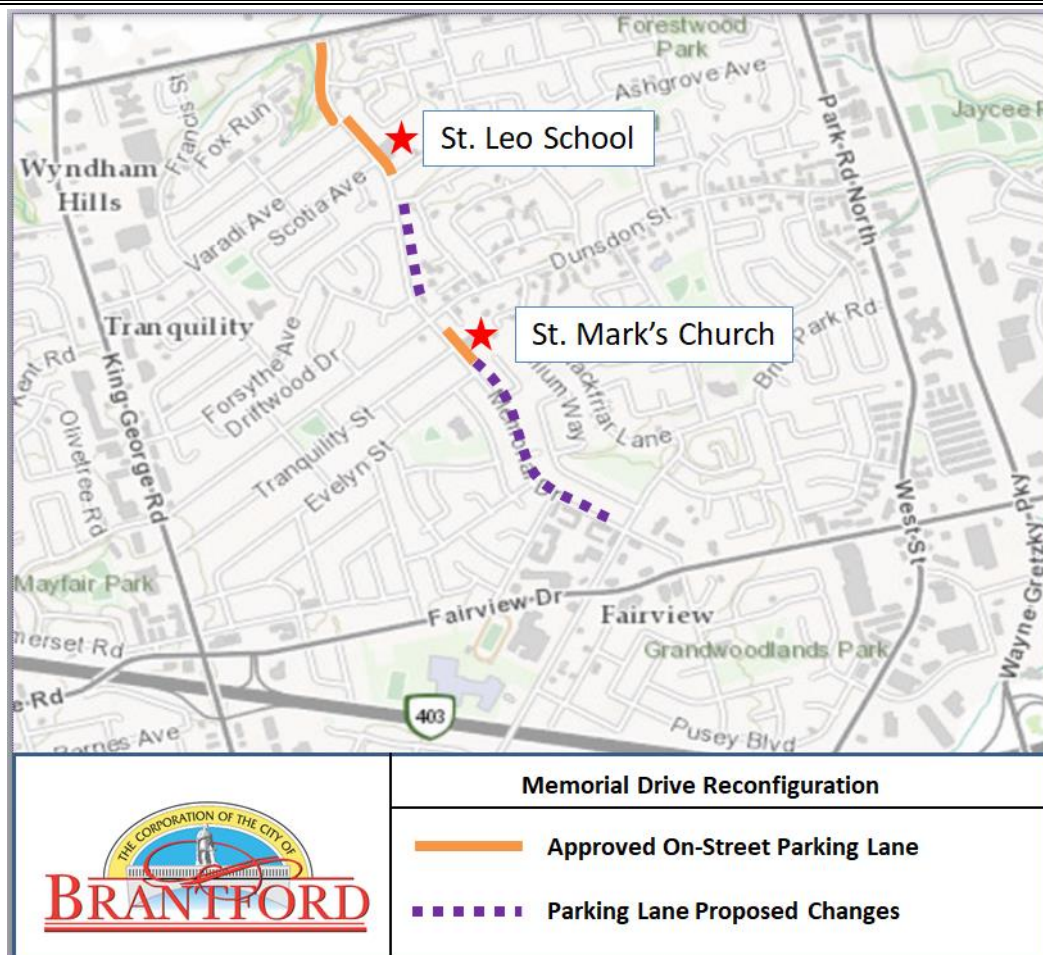 Forestwood
Park
Ashgrove Ave
Jaycee
Francis St
Fox Run
St. Leo School
Park Rd North
Wyndham
Hills
Varadi Ave
Scotia Ave
Dunsdon St
Tranquility
St. Mark's Church
Park Rd
Kent Rd
King George Rd
Forsythe Ave
Driftwood Dr
Memorial Dr
Way
Lane
Olivetree Rd
Tranquility St
Evelyn St
West St
Wayne Gretzky Pky
Mayfair Park
Fairview Dr
Fairview
Grandwoodlands Park
Rd
e Rd
403
Pusey Blvd
Ave
Memorial Drive Reconfiguration
THE CORPORATION OF THE CITY OF
BRANTFORD
Approved On-Street Parking Lane
Parking Lane Proposed Changes